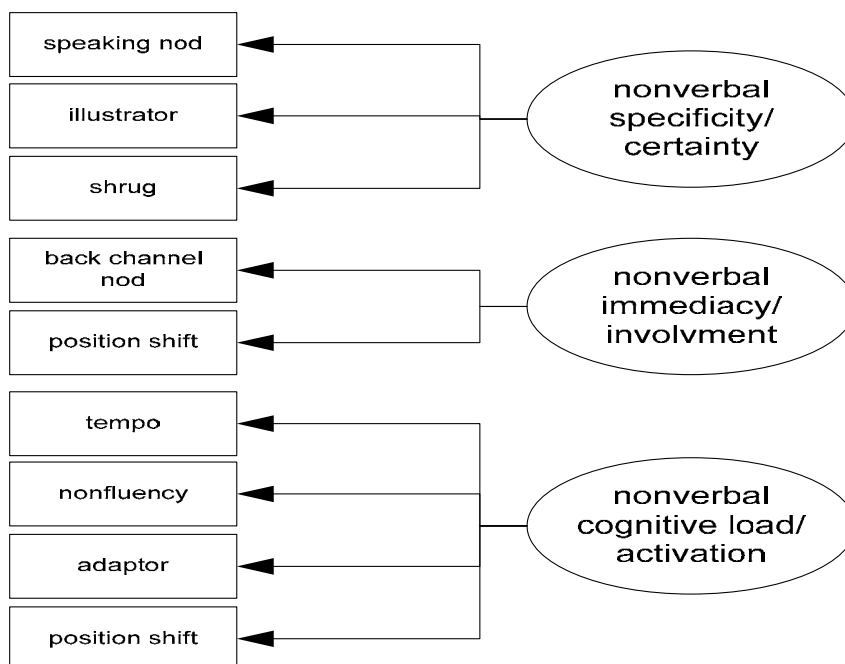 speaking nod
illustrator
shrug
nonverbal
specificity/
certainty
back channel
nod
position shift
nonverbal
immediacy/
involvment
tempo
nonfluency
adaptor
position shift
nonverbal
cognitive load/
activation